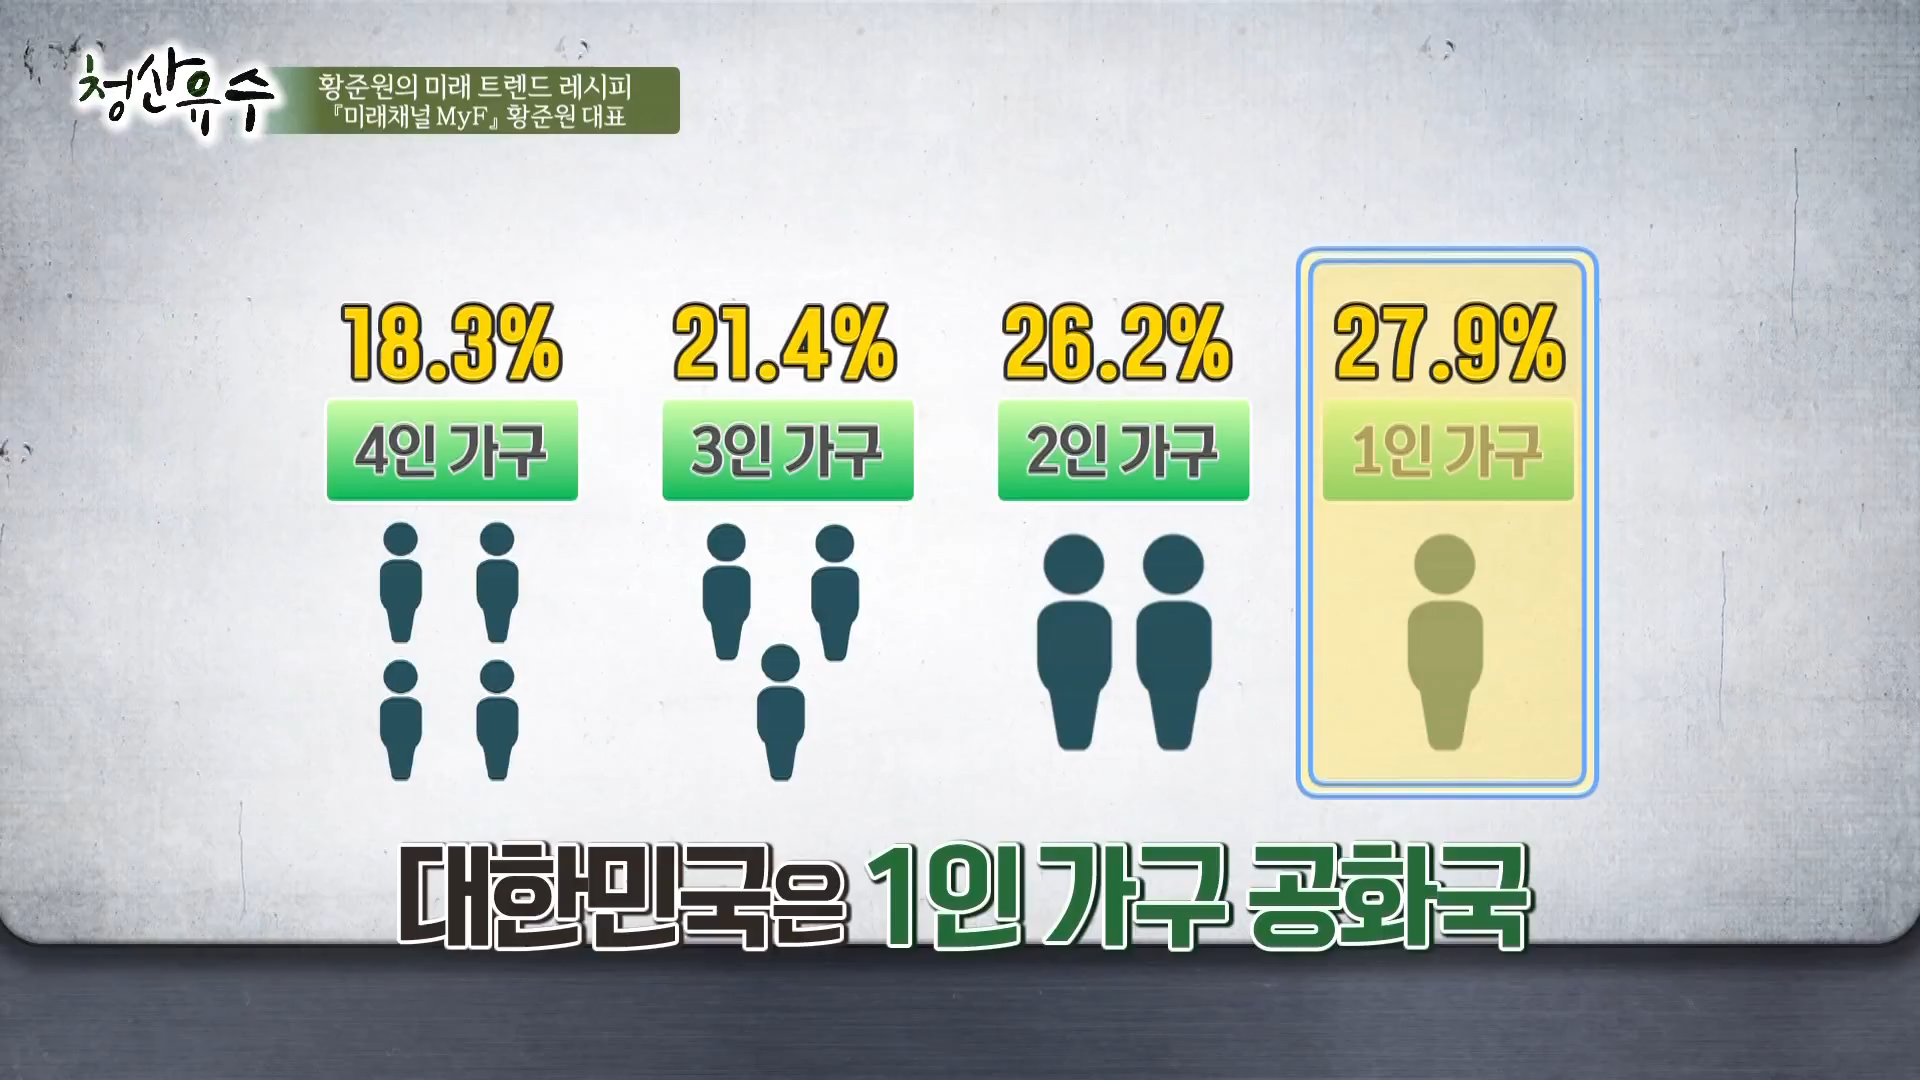 청산유수
황준원의 미래 트렌드 레시피
『미래채널 MyF』 황준원 대표
18.3% 21.4% 26.2% 27.9%
4인 가구 3인 가구 2인 가구 1인 가구
대한민국은 1인 가구 공화국